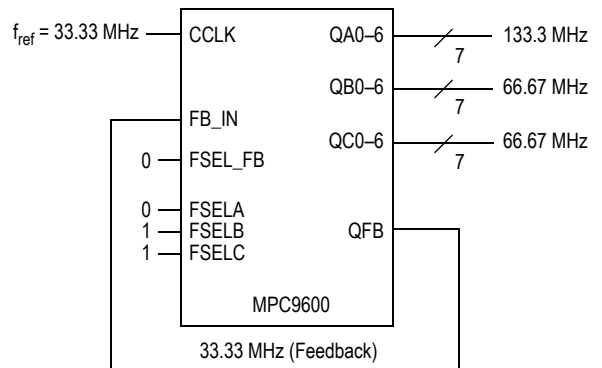 f_ref = 33.33 MHz
CCLK
QA0–6
7
133.3 MHz
QB0–6
7
66.67 MHz
FB_IN
QC0–6
7
66.67 MHz
0
FSEL_FB
0
FSELA
1
FSELB
QFB
1
FSELC
MPC9600
33.33 MHz (Feedback)